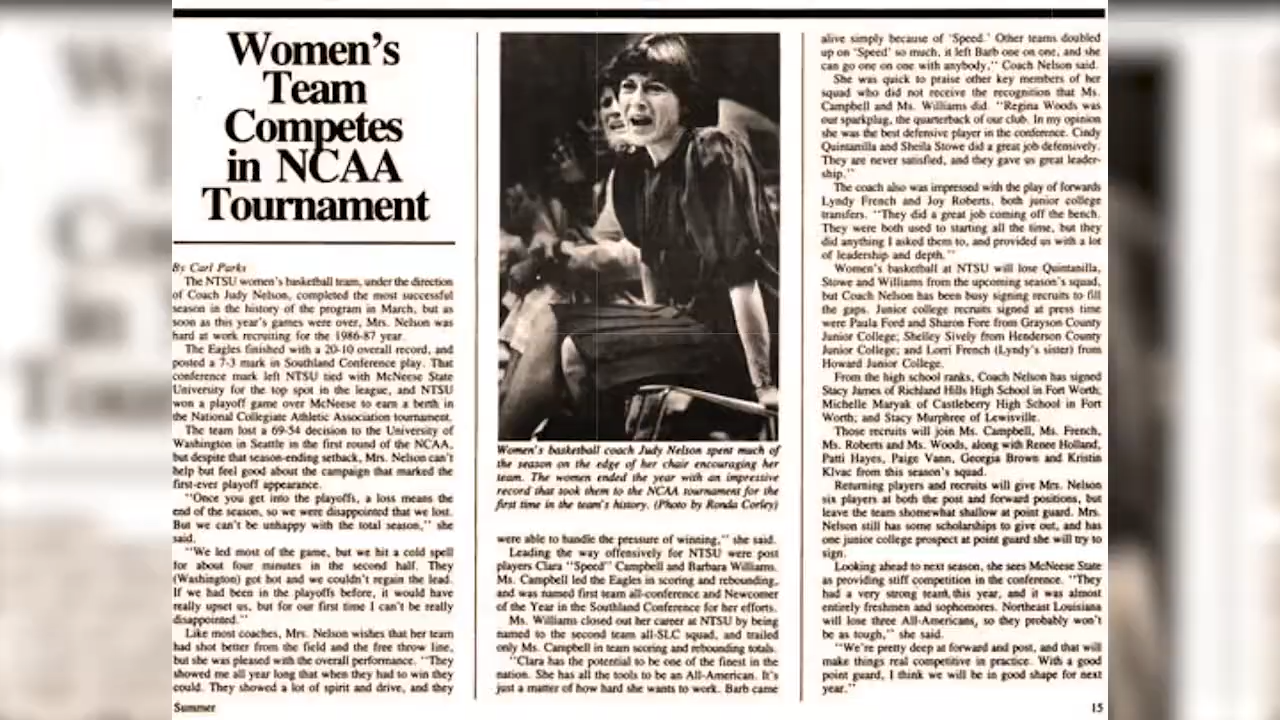 Women's
Team
Competes
in NCAA
Tournament
By Carl Parks
The NTSU women's basketball team, under the direction
of Coach Judy Nelson, completed the most successful
season in the history of the program in March, but as
soon as this year's games were over, Mrs. Nelson was
hard at work recruiting for the 1986-87 year.
The Eagles finished with a 20-10 overall record, and
posted a 7-3 mark in Southland Conference play. That
conference mark left NTSU tied with McNeese State
University for the top spot in the league, and NTSU
won a playoff game over McNeese to earn a berth in
the National Collegiate Athletic Association tournament.
The team lost a 69-54 decision to the University of
Washington in Seattle in the first round of the NCAA,
but despite that season-ending setback, Mrs. Nelson can't
help but feel good about the campaign that marked the
first-ever playoff appearance.
"Once you get into the playoffs, a loss means the
end of the season, so we were disappointed that we lost.
But we can't be unhappy with the total season," she
said.
"We led most of the game, but we hit a cold spell
for about four minutes in the second half. They
(Washington) got hot and we couldn't regain the lead.
If we had been in the playoffs before, it would have
really upset us, but for our first time I can't be really
disappointed."
Like most coaches, Mrs. Nelson wishes that her team
had shot better from the field and the free throw line,
but she was pleased with the overall performance. "They
showed me all year long that when they had to win they
could. They showed a lot of spirit and drive, and they
Summer
Women's basketball coach Judy Nelson spent much of
the season on the edge of her chair encouraging her
team. The women ended the year with an impressive
record that took them to the NCAA tournament for the
first time in the team's history. (Photo by Ronda Corley)
were able to handle the pressure of winning," she said.
Leading the way offensively for NTSU were post
players Clara "Speed" Campbell and Barbara Williams.
Ms. Campbell led the Eagles in scoring and rebounding,
and was named first team all-conference and Newcomer
of the Year in the Southland Conference for her efforts.
Ms. Williams closed out her career at NTSU by being
named to the second team all-SLC squad, and trailed
only Ms. Campbell in team scoring and rebounding totals.
"Clara has the potential to be one of the finest in the
nation. She has all the tools to be an All-American. It's
just a matter of how hard she wants to work. Barb came
alive simply because of 'Speed.' Other teams doubled
up on 'Speed' so much, it left Barb one on one, and she
can go one on one with anybody," Coach Nelson said.
She was quick to praise other key members of her
squad who did not receive the recognition that Ms.
Campbell and Ms. Williams did. "Regina Woods was
our sparkplug, the quarterback of our club. In my opinion
she was the best defensive player in the conference. Cindy
Quintanilla and Sheila Stowe did a great job defensively.
They are never satisfied, and they gave us great leader-
ship."
The coach also was impressed with the play of forwards
Lyndy French and Joy Roberts, both junior college
transfers. "They did a great job coming off the bench.
They were both used to starting all the time, but they
did anything I asked them to, and provided us with a lot
of leadership and depth."
Women's basketball at NTSU will lose Quintanilla,
Stowe and Williams from the upcoming season's squad,
but Coach Nelson has been busy signing recruits to fill
the gaps. Junior college recruits signed at press time
were Paula Ford and Sharon Fore from Grayson County
Junior College; Shelley Sively from Henderson County
Junior College; and Lorri French (Lyndy's sister) from
Howard Junior College.
From the high school ranks, Coach Nelson has signed
Stacy James of Richland Hills High School in Fort Worth;
Michelle Maryak of Castleberry High School in Fort
Worth; and Stacy Murphree of Lewisville.
Those recruits will join Ms. Campbell, Ms. French,
Ms. Roberts and Ms. Woods, along with Renee Holland,
Patti Hayes, Paige Vann, Georgia Brown and Kristin
Klvac from this season's squad.
Returning players and recruits will give Mrs. Nelson
six players at both the post and forward positions, but
leave the team shomewhat shallow at point guard. Mrs.
Nelson still has some scholarships to give out, and has
one junior college prospect at point guard she will try to
sign.
Looking ahead to next season, she sees McNeese State
as providing stiff competition in the conference. "They
had a very strong team this year, and it was almost
entirely freshmen and sophomores. Northeast Louisiana
will lose three All-Americans, so they probably won't
be as tough," she said.
"We're pretty deep at forward and post, and that will
make things real competitive in practice. With a good
point guard, I think we will be in good shape for next
year."
15